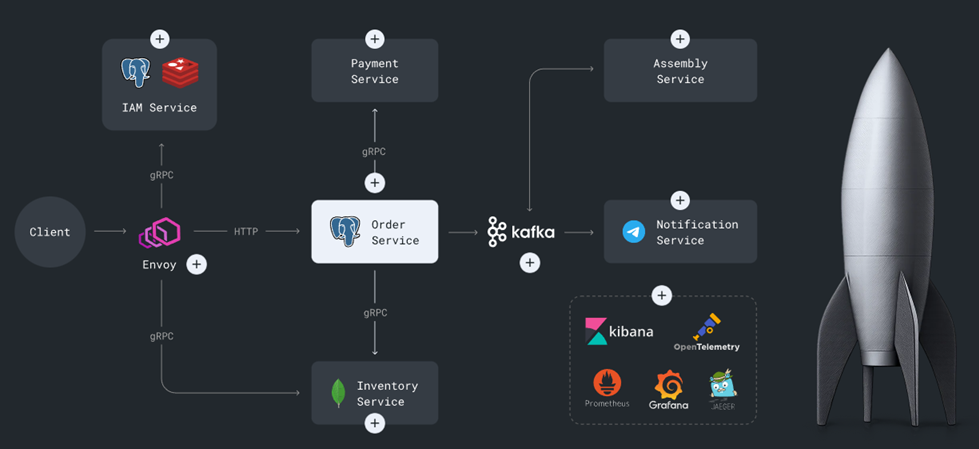 Payment
Service
Assembly
Service
IAM Service
gRPC
gRPC
Client
HTTP
Order
Service
kafka
Notification
Service
Envoy
gRPC
gRPC
kibana
OpenTelemetry
Inventory
Service
Prometheus
Grafana
JAEGER